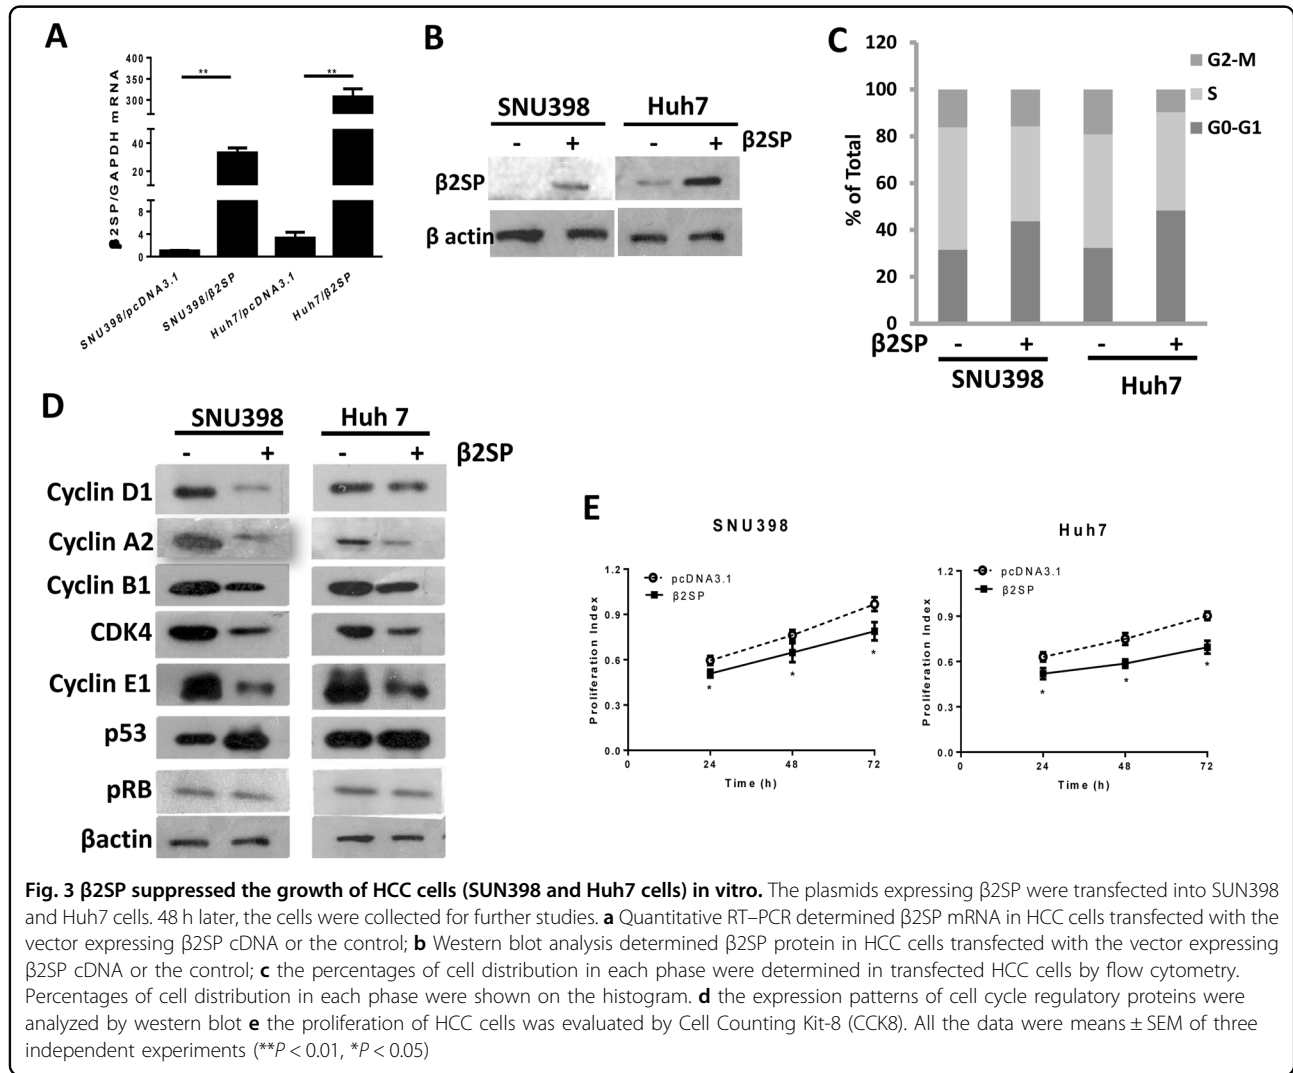 A
β2SP/GAPDH mRNA
400
300
40
20
8
4
0
**
**
SNU398/pcDNA3.1
SNU398/β2SP
Huh7/pcDNA3.1
Huh7/β2SP
B
SNU398 Huh7
- + - + β2SP
β2SP
β actin
C
% of Total
120
100
80
60
40
20
0
G2-M
S
G0-G1
β2SP - + - +
SNU398 Huh7
D
SNU398 Huh 7
- + - + β2SP
Cyclin D1
Cyclin A2
Cyclin B1
CDK4
Cyclin E1
p53
pRB
βactin
E
SNU398
Proliferation Index
1.2
0.9
0.6
0.3
0.0
pcDNA3.1
β2SP
* * *
0 24 48 72
Time (h)
Huh7
Proliferation Index
1.2
0.9
0.6
0.3
0.0
pcDNA3.1
β2SP
* * *
0 24 48 72
Time (h)
Fig. 3 β2SP suppressed the growth of HCC cells (SUN398 and Huh7 cells) in vitro. The plasmids expressing β2SP were transfected into SUN398
and Huh7 cells. 48 h later, the cells were collected for further studies. a Quantitative RT–PCR determined β2SP mRNA in HCC cells transfected with the
vector expressing β2SP cDNA or the control; b Western blot analysis determined β2SP protein in HCC cells transfected with the vector expressing
β2SP cDNA or the control; c the percentages of cell distribution in each phase were determined in transfected HCC cells by flow cytometry.
Percentages of cell distribution in each phase were shown on the histogram. d the expression patterns of cell cycle regulatory proteins were
analyzed by western blot e the proliferation of HCC cells was evaluated by Cell Counting Kit-8 (CCK8). All the data were means ± SEM of three
independent experiments (**P < 0.01, *P < 0.05)